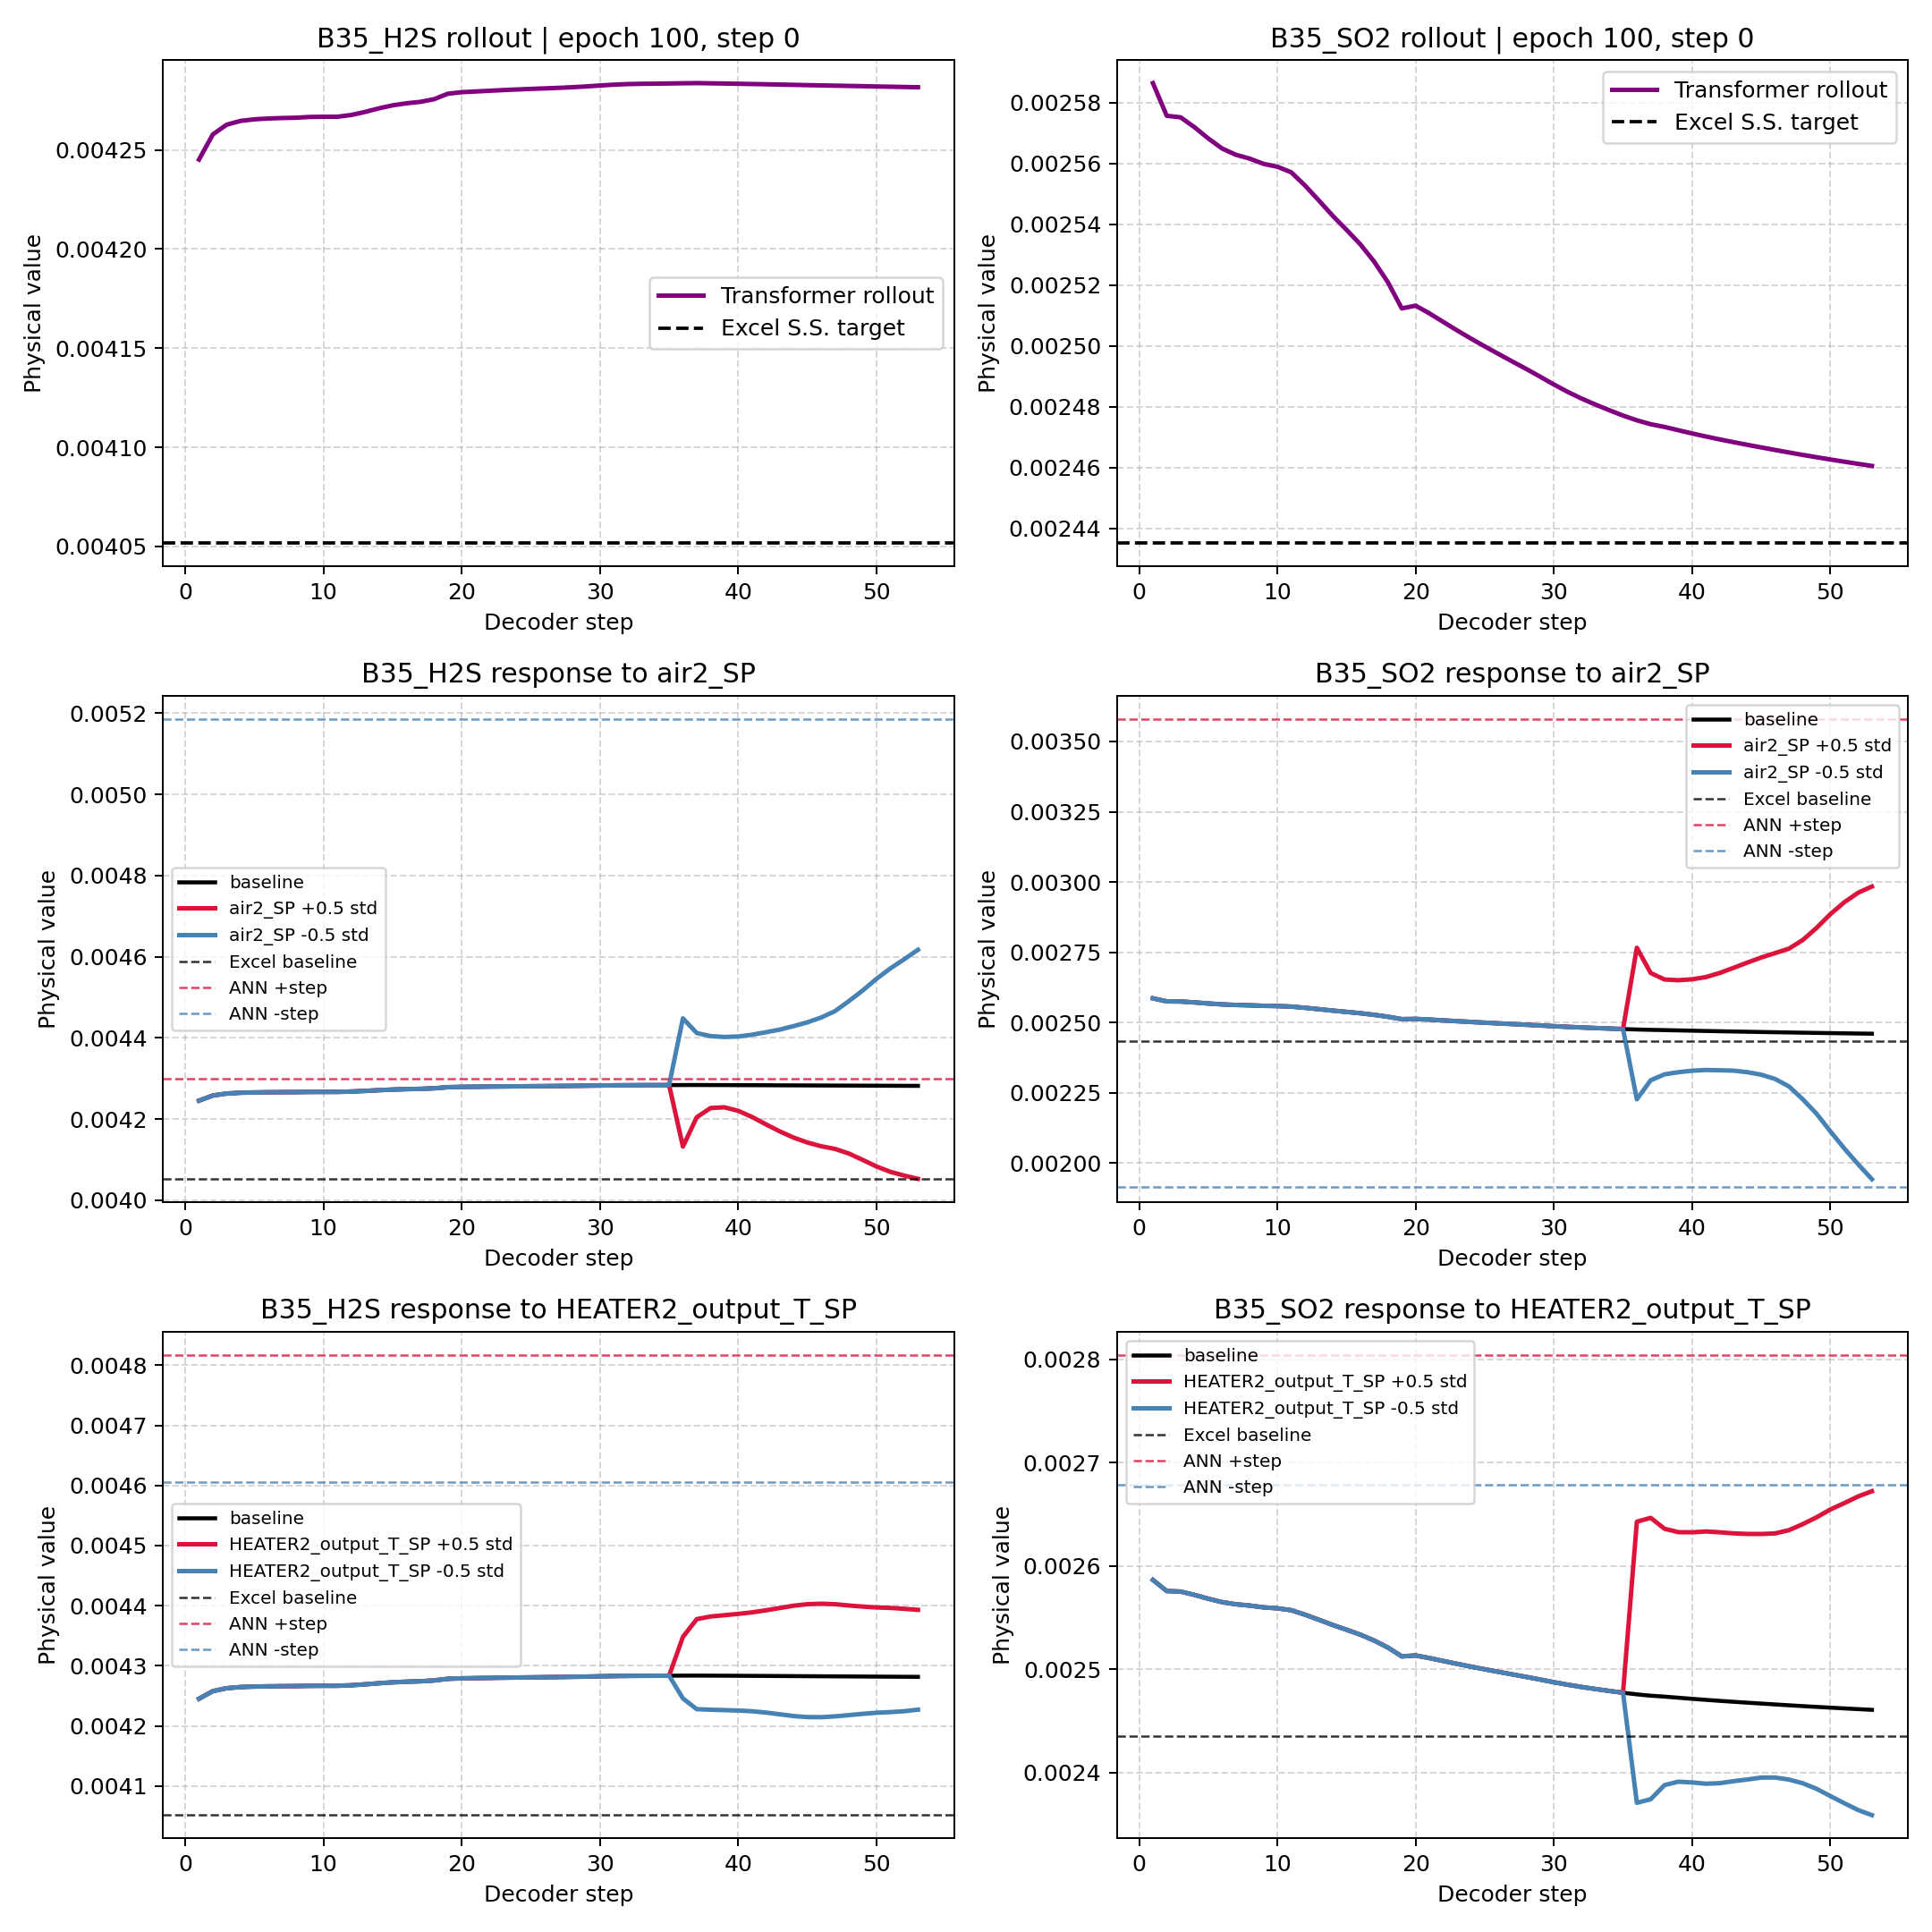 B35_H2S rollout | epoch 100, step 0
Physical value
0.00425
0.00420
0.00415
0.00410
0.00405
Transformer rollout
Excel S.S. target
0 10 20 30 40 50
Decoder step
B35_SO2 rollout | epoch 100, step 0
Physical value
0.00258
0.00256
0.00254
0.00252
0.00250
0.00248
0.00246
0.00244
Transformer rollout
Excel S.S. target
0 10 20 30 40 50
Decoder step
B35_H2S response to air2_SP
Physical value
0.0052
0.0050
0.0048
0.0046
0.0044
0.0042
0.0040
baseline
air2_SP +0.5 std
air2_SP -0.5 std
Excel baseline
ANN +step
ANN -step
0 10 20 30 40 50
Decoder step
B35_SO2 response to air2_SP
Physical value
0.00350
0.00325
0.00300
0.00275
0.00250
0.00225
0.00200
baseline
air2_SP +0.5 std
air2_SP -0.5 std
Excel baseline
ANN +step
ANN -step
0 10 20 30 40 50
Decoder step
B35_H2S response to HEATER2_output_T_SP
Physical value
0.0048
0.0047
0.0046
0.0045
0.0044
0.0043
0.0042
0.0041
baseline
HEATER2_output_T_SP +0.5 std
HEATER2_output_T_SP -0.5 std
Excel baseline
ANN +step
ANN -step
0 10 20 30 40 50
Decoder step
B35_SO2 response to HEATER2_output_T_SP
Physical value
0.0028
0.0027
0.0026
0.0025
0.0024
baseline
HEATER2_output_T_SP +0.5 std
HEATER2_output_T_SP -0.5 std
Excel baseline
ANN +step
ANN -step
0 10 20 30 40 50
Decoder step